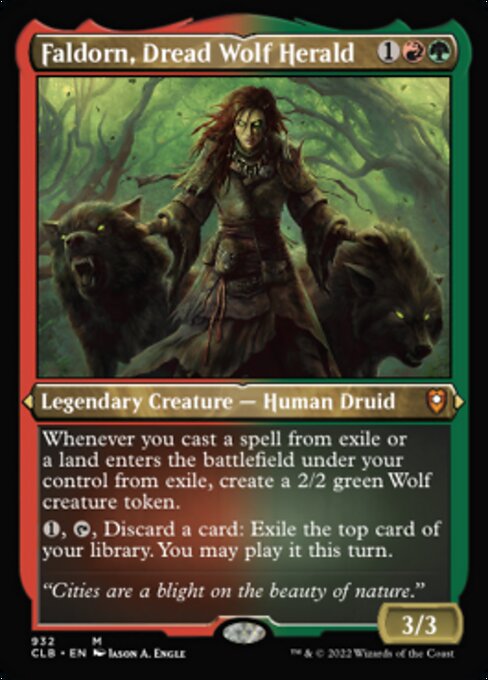 Faldorn, Dread Wolf Herald 1
Legendary Creature — Human Druid
Whenever you cast a spell from exile or
a land enters the battlefield under your
control from exile, create a 2/2 green Wolf
creature token.
1, , Discard a card: Exile the top card of
your library. You may play it this turn.
"Cities are a blight on the beauty of nature."
3/3
932 M
CLB • EN Jason A. Engle
™ & © 2022 Wizards of the Coast